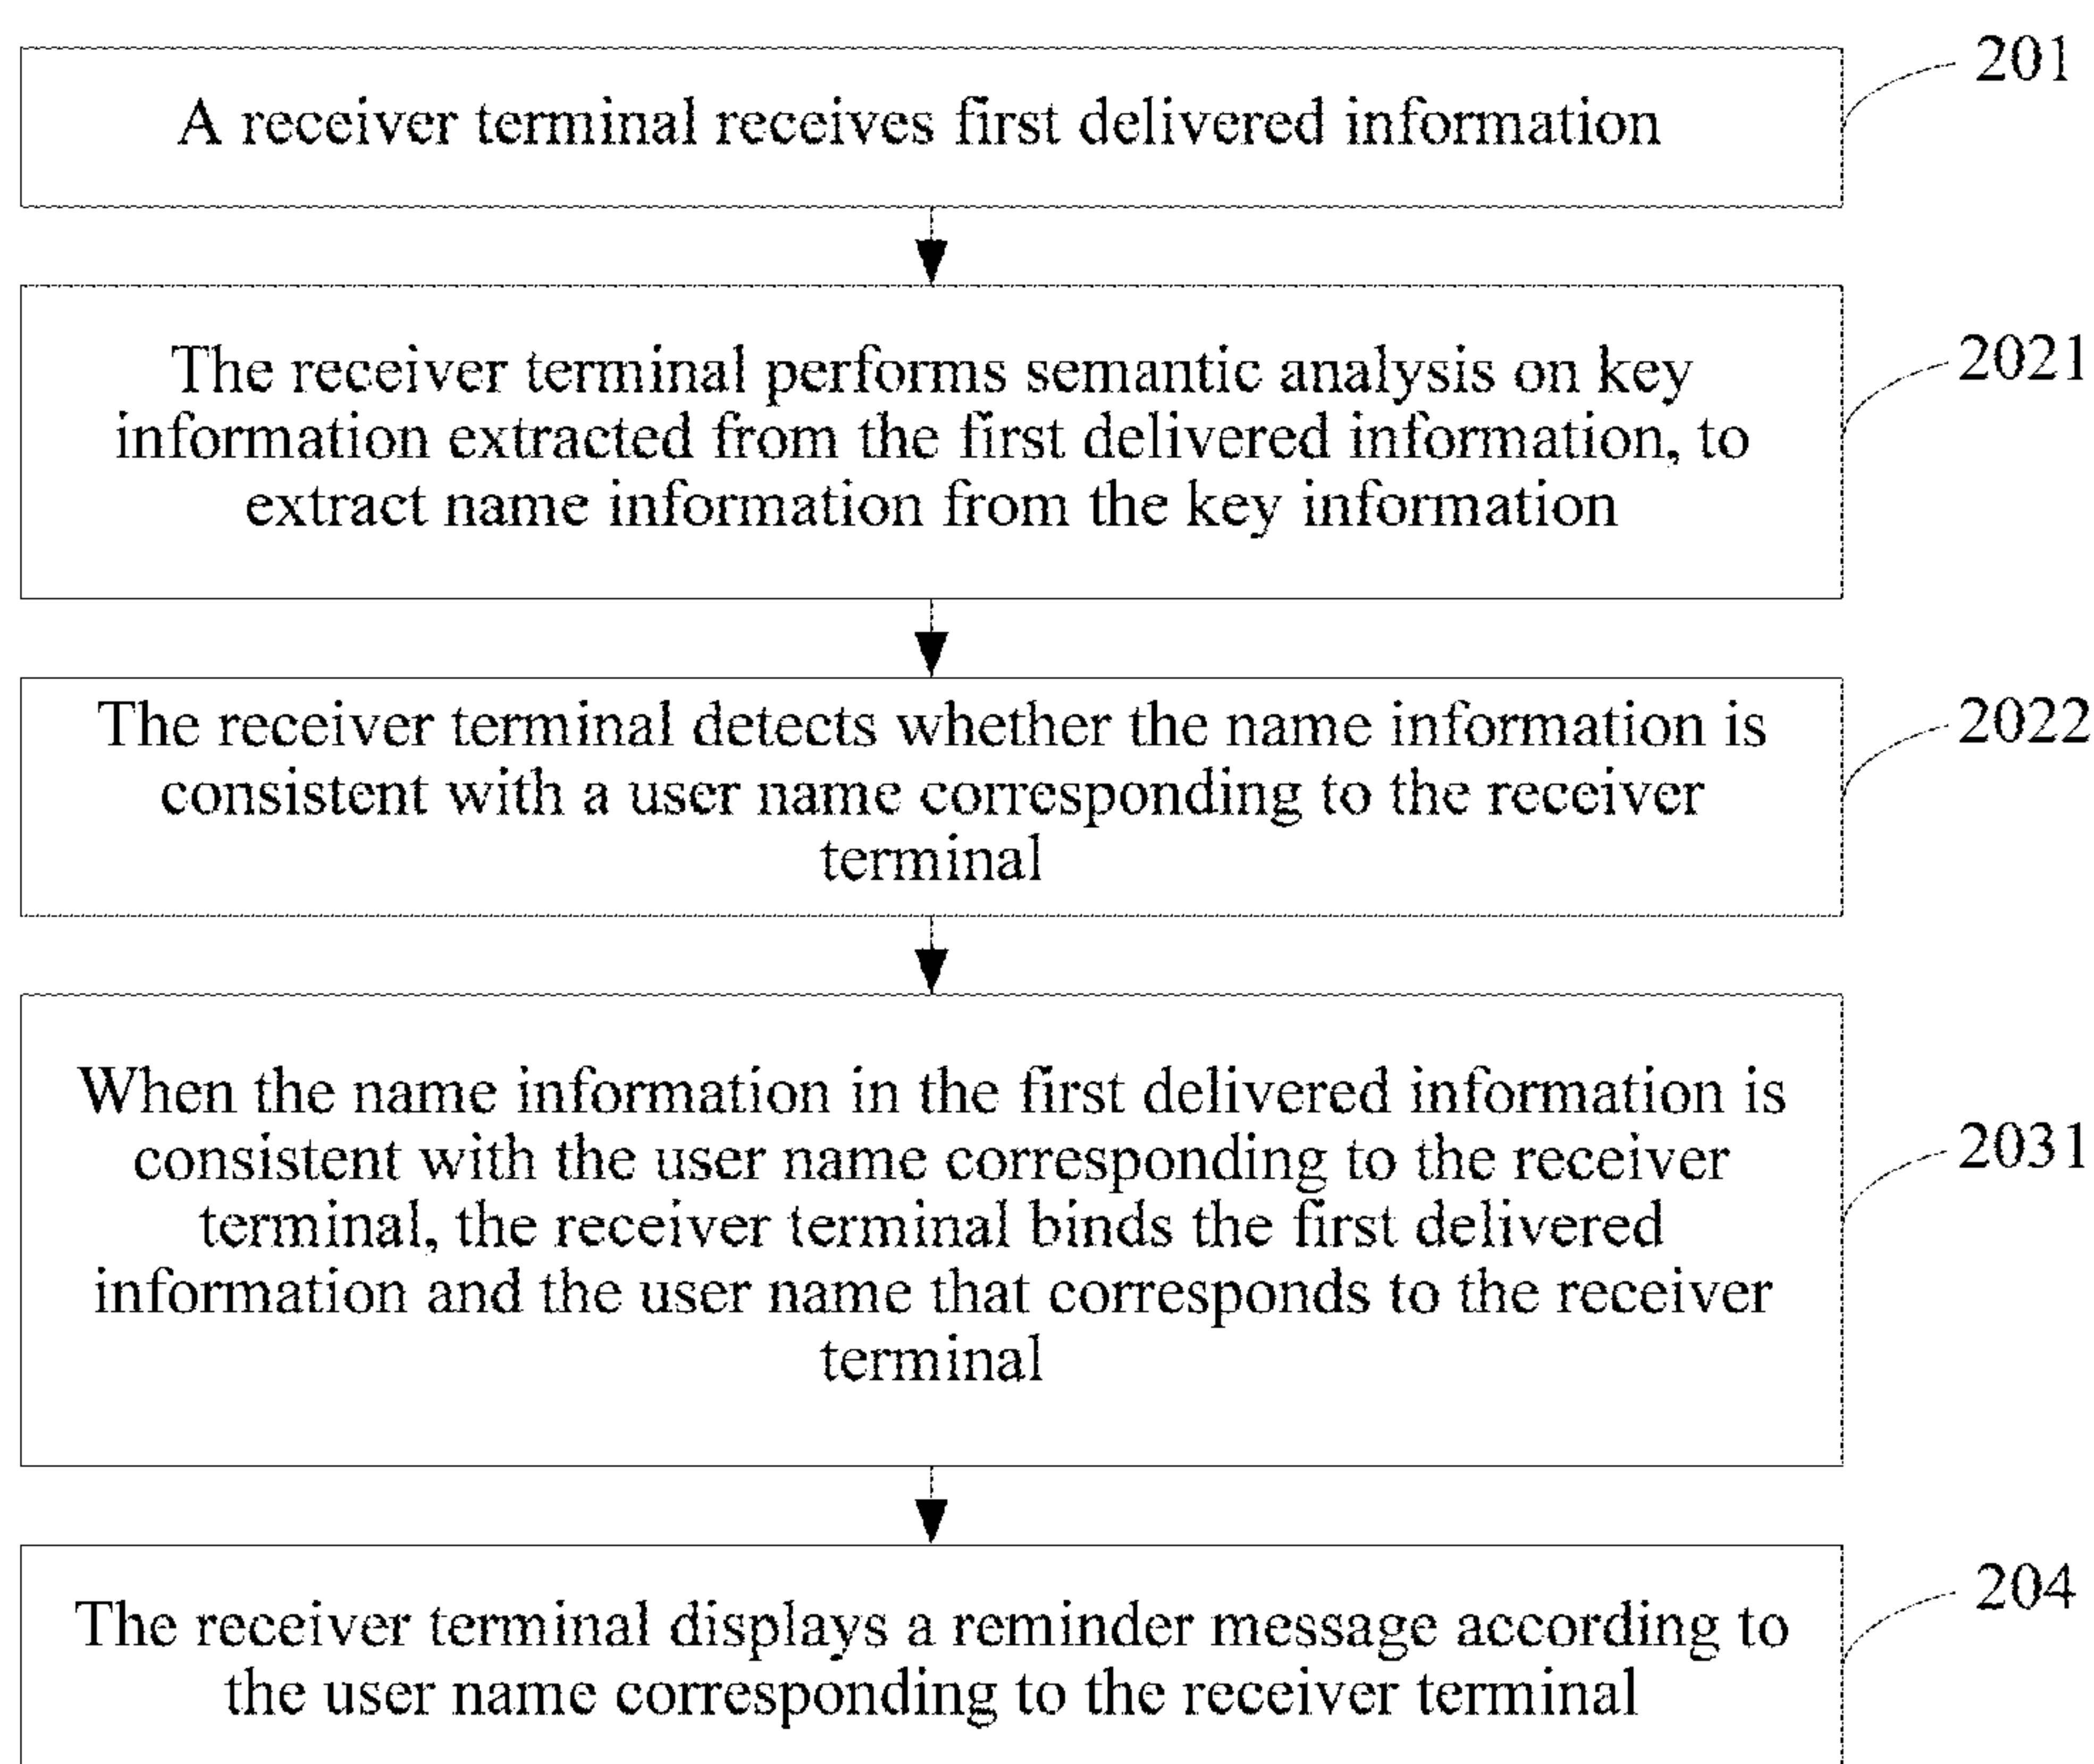 A receiver terminal receives first delivered information
201
The receiver terminal performs semantic analysis on key
information extracted from the first delivered information, to
extract name information from the key information
2021
The receiver terminal detects whether the name information is
consistent with a user name corresponding to the receiver
terminal
2022
When the name information in the first delivered information is
consistent with the user name corresponding to the receiver
terminal, the receiver terminal binds the first delivered
information and the user name that corresponds to the receiver
terminal
2031
The receiver terminal displays a reminder message according to
the user name corresponding to the receiver terminal
204